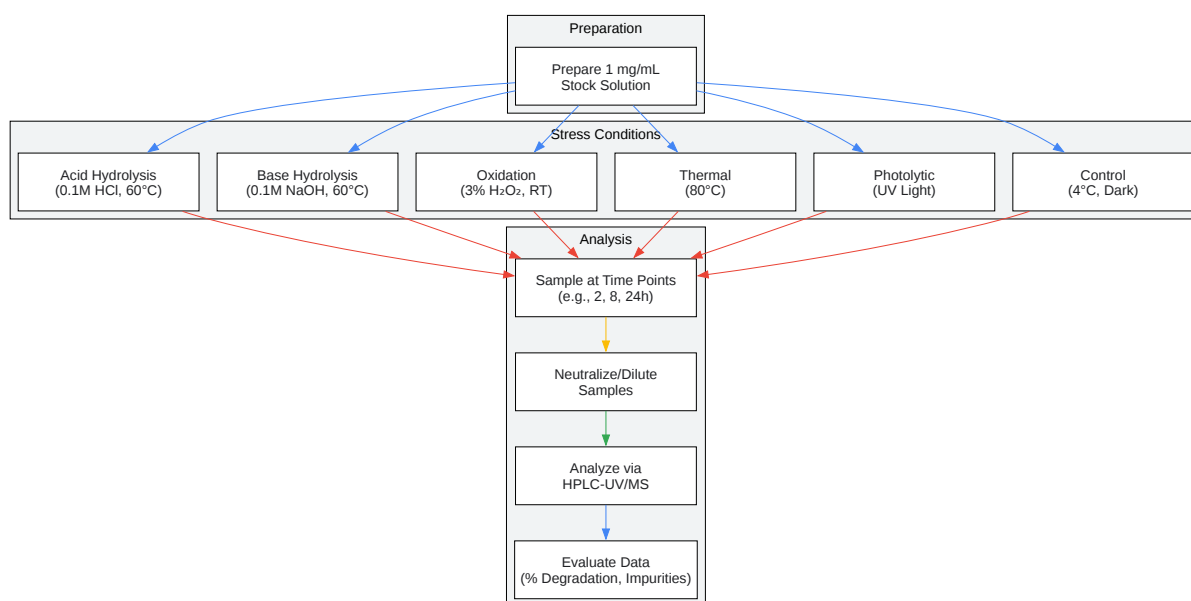 Preparation
Prepare 1 mg/mL
Stock Solution
Stress Conditions
Acid Hydrolysis
(0.1M HCl, 60°C)
Base Hydrolysis
(0.1M NaOH, 60°C)
Oxidation
(3% H₂O₂, RT)
Thermal
(80°C)
Photolytic
(UV Light)
Control
(4°C, Dark)
Analysis
Sample at Time Points
(e.g., 2, 8, 24h)
Neutralize/Dilute
Samples
Analyze via
HPLC-UV/MS
Evaluate Data
(% Degradation, Impurities)